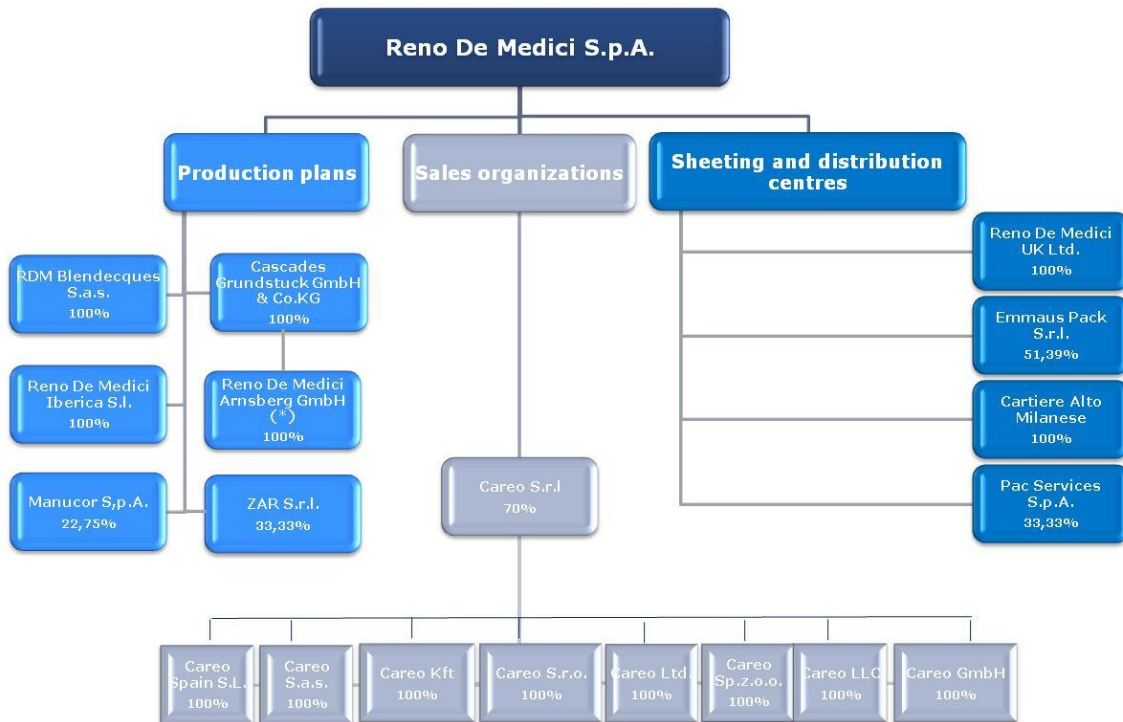 Reno De Medici S.p.A.
Production plans
Sales organizations
Sheeting and distribution
centres
RDM Blendecques
S.a.s.
100%
Cascades
Grundstuck GmbH
& Co.KG
100%
Reno De Medici
UK Ltd.
100%
Emmaus Pack
S.r.l.
51,39%
Reno De Medici
Iberica S.l.
100%
Reno De Medici
Arnsberg GmbH
(*)
100%
Cartiere Alto
Milanese
100%
Manucor S,p.A.
22,75%
ZAR S.r.l.
33,33%
Careo S.r.l
70%
Pac Services
S.p.A.
33,33%
Careo
Spain S.L.
100%
Careo
S.a.s.
100%
Careo Kft
100%
Careo S.r.o.
100%
Careo Ltd.
100%
Careo
Sp.z.o.o.
100%
Careo LLC
100%
Careo GmbH
100%